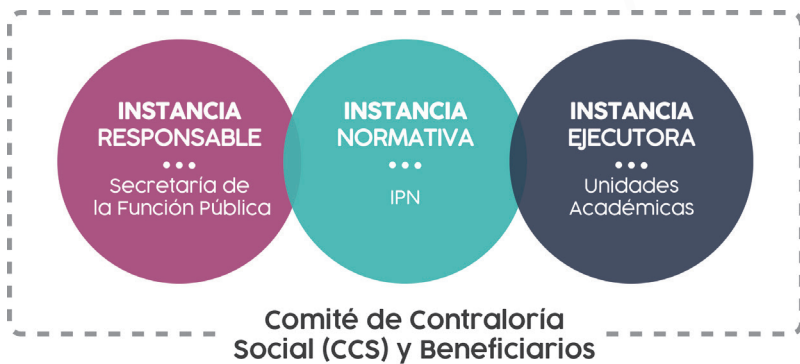 INSTANCIA
RESPONSABLE
Secretaría de
la Función Pública
INSTANCIA
NORMATIVA
IPN
INSTANCIA
EJECUTORA
Unidades
Académicas
Comité de Contraloría
Social (CCS) y Beneficiarios